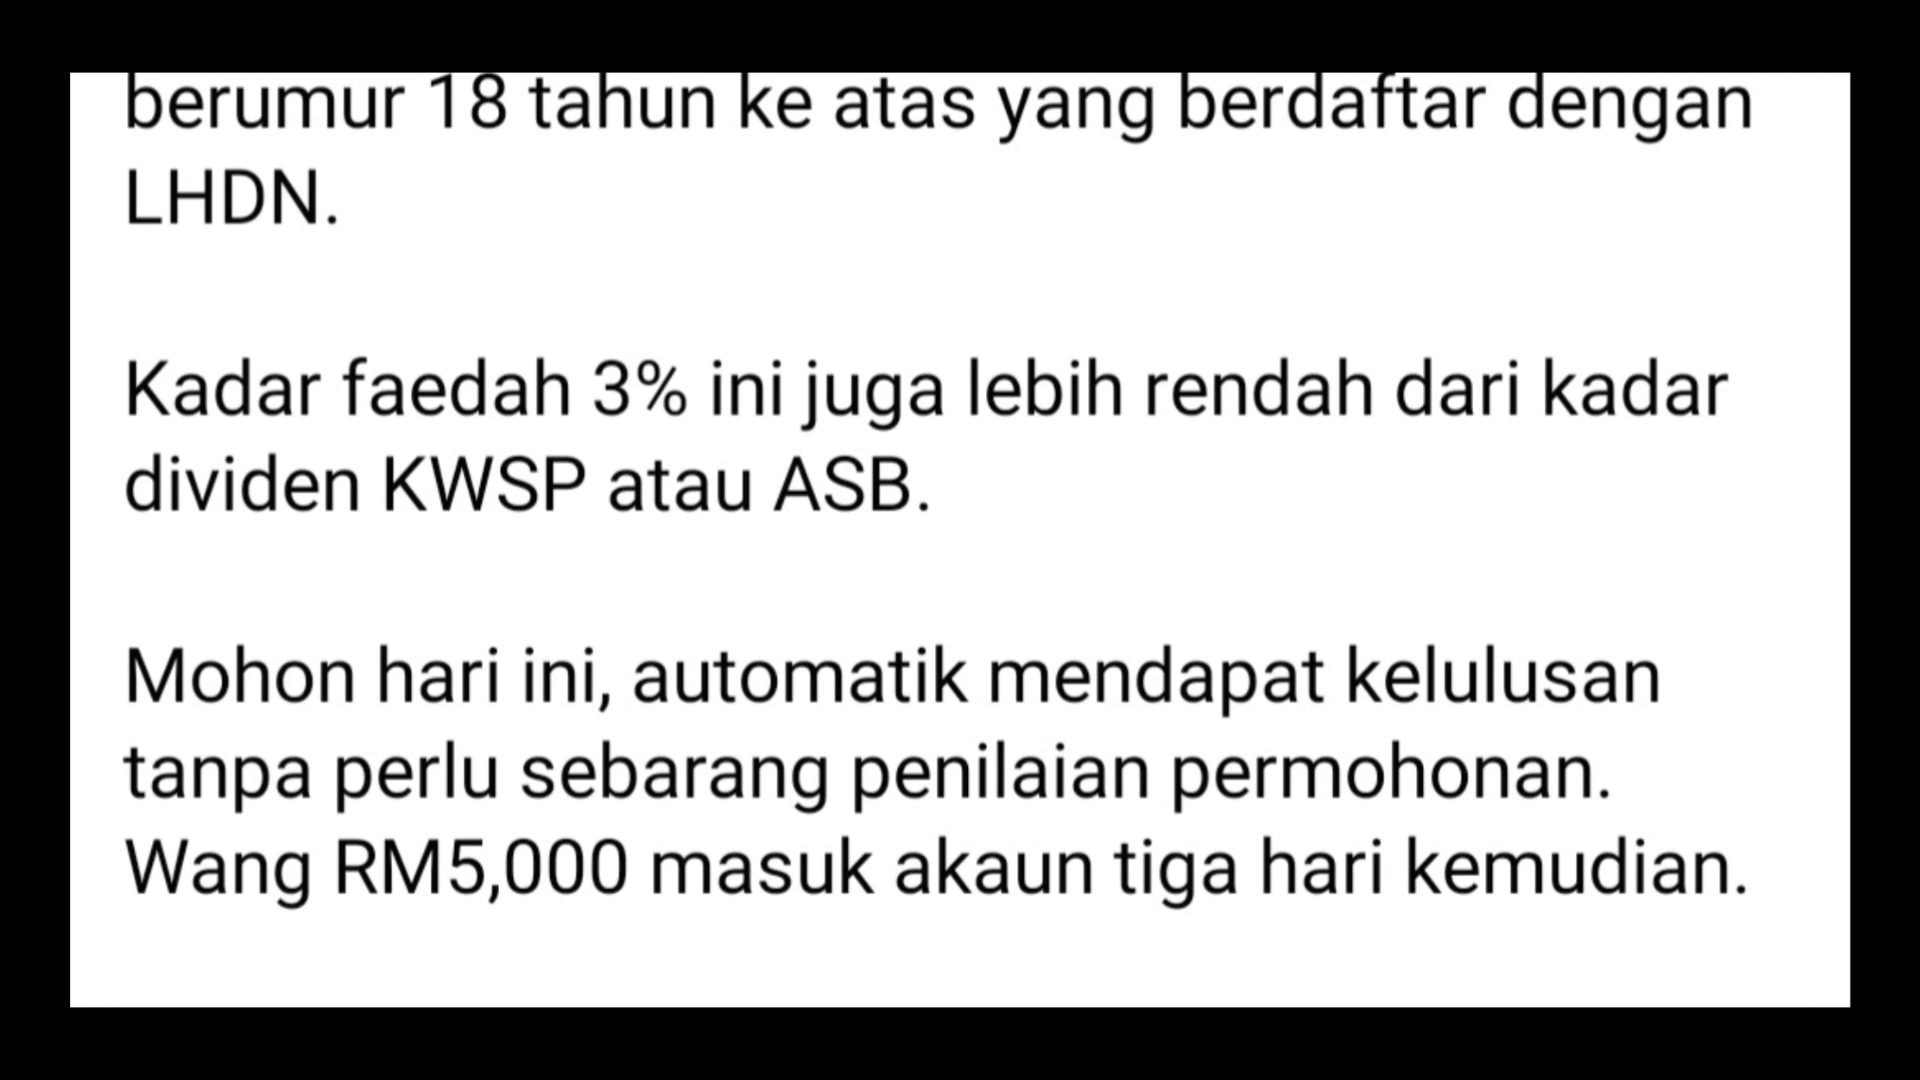 berumur 18 tahun ke atas yang berdaftar dengan
LHDN.
Kadar faedah 3% ini juga lebih rendah dari kadar
dividen KWSP atau ASB.
Mohon hari ini, automatik mendapat kelulusan
tanpa perlu sebarang penilaian permohonan.
Wang RM5,000 masuk akaun tiga hari kemudian.